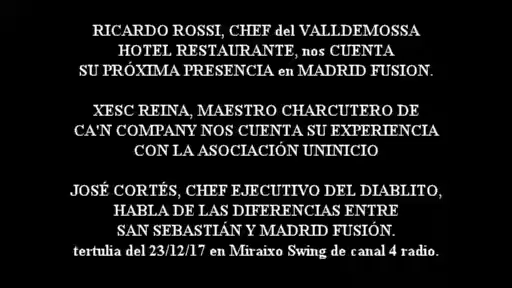 RICARDO ROSSI, CHEF del VALLDEMOSSA
HOTEL RESTAURANTE, nos CUENTA
SU PRÓXIMA PRESENCIA en MADRID FUSION.
XESC REINA, MAESTRO CHARCUTERO DE
CA'N COMPANY NOS CUENTA SU EXPERIENCIA
CON LA ASOCIACIÓN UNINICIO
JOSÉ CORTÉS, CHEF EJECUTIVO DEL DIABLITO,
HABLA DE LAS DIFERENCIAS ENTRE
SAN SEBASTIÁN Y MADRID FUSIÓN.
tertulia del 23/12/17 en Miraixo Swing de canal 4 radio.